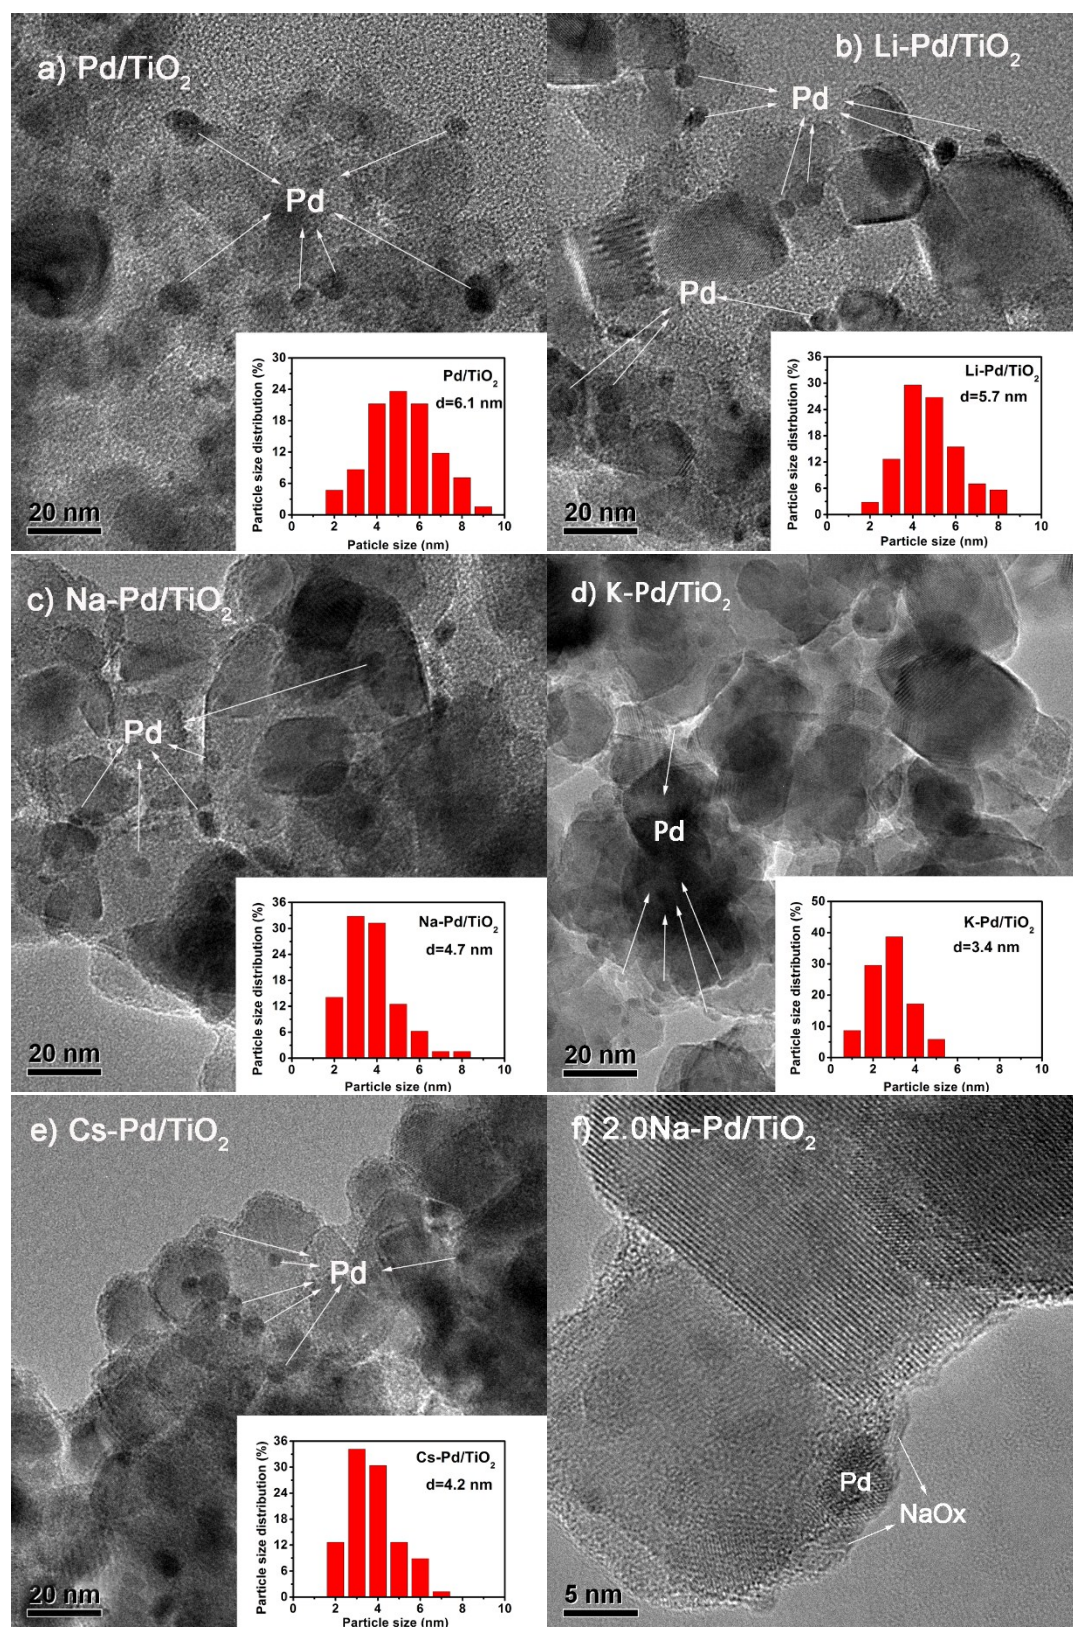 a) Pd/TiO2
Pd
30
24
18
12
6
0
Particle size distrbution (%)
Pd/TiO2
d=6.1 nm
0 2 4 6 8 10
Paticle size (nm)
20 nm
b) Li-Pd/TiO2
Pd
Pd
36
30
24
18
12
6
0
Particle size distrbution (%)
Li-Pd/TiO2
d=5.7 nm
0 2 4 6 8 10
Particle size (nm)
20 nm
c) Na-Pd/TiO2
Pd
36
30
24
18
12
6
0
Particle size distribution (%)
Na-Pd/TiO2
d=4.7 nm
0 2 4 6 8 10
Particle size (nm)
20 nm
d) K-Pd/TiO2
Pd
50
40
30
20
10
0
Particle size distribution (%)
K-Pd/TiO2
d=3.4 nm
0 2 4 6 8 10
Particle size (nm)
20 nm
e) Cs-Pd/TiO2
Pd
36
30
24
18
12
6
0
Particle size distribution (%)
Cs-Pd/TiO2
d=4.2 nm
0 2 4 6 8 10
Particle size (nm)
20 nm
f) 2.0Na-Pd/TiO2
Pd
NaOx
5 nm